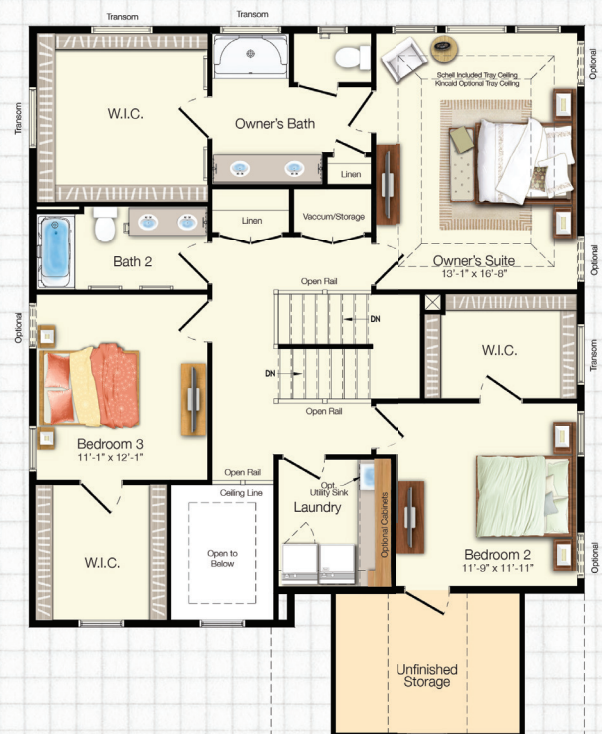 Transom
Transom
Transom
W.I.C.
Owner's Bath
Linen
Schell Included Tray Ceiling
Kincaid Optional Tray Ceiling
Optional
Linen
Vaccum/Storage
Bath 2
Owner's Suite
13'-1" x 16'-8"
Optional
Open Rail
DN
DN
Open Rail
Optional
W.I.C.
Transom
Bedroom 3
11'-1" x 12'-1"
Open Rail
Ceiling Line
Opt.
Utility Sink
Laundry
Optional Cabinets
Open to
Below
W.I.C.
Bedroom 2
11'-9" x 11'-11"
Optional
Unfinished
Storage